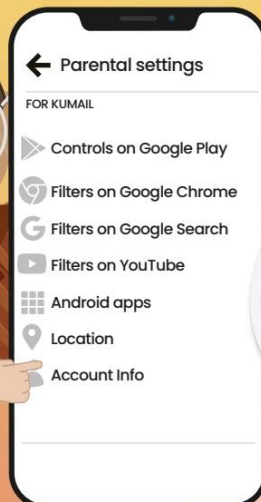 Parental settings
FOR KUMAIL
Controls on Google Play
Filters on Google Chrome
Filters on Google Search
Filters on YouTube
Android apps
Location
Account Info